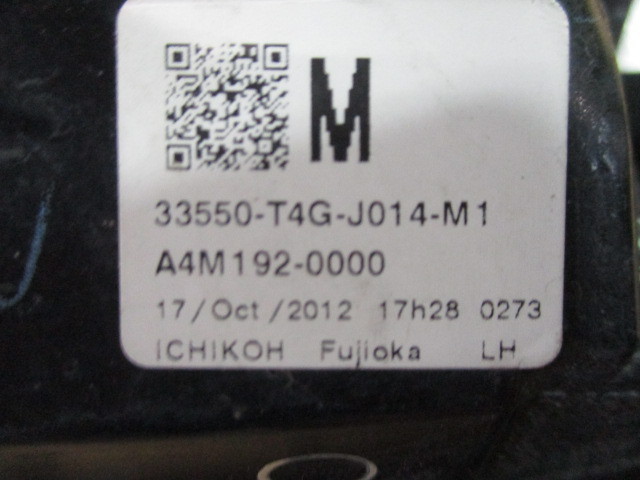 M
33550-T4G-J014-M1
A4M192-0000
17/Oct/2012 17h28 0273
ICHIKOH Fujioka LH